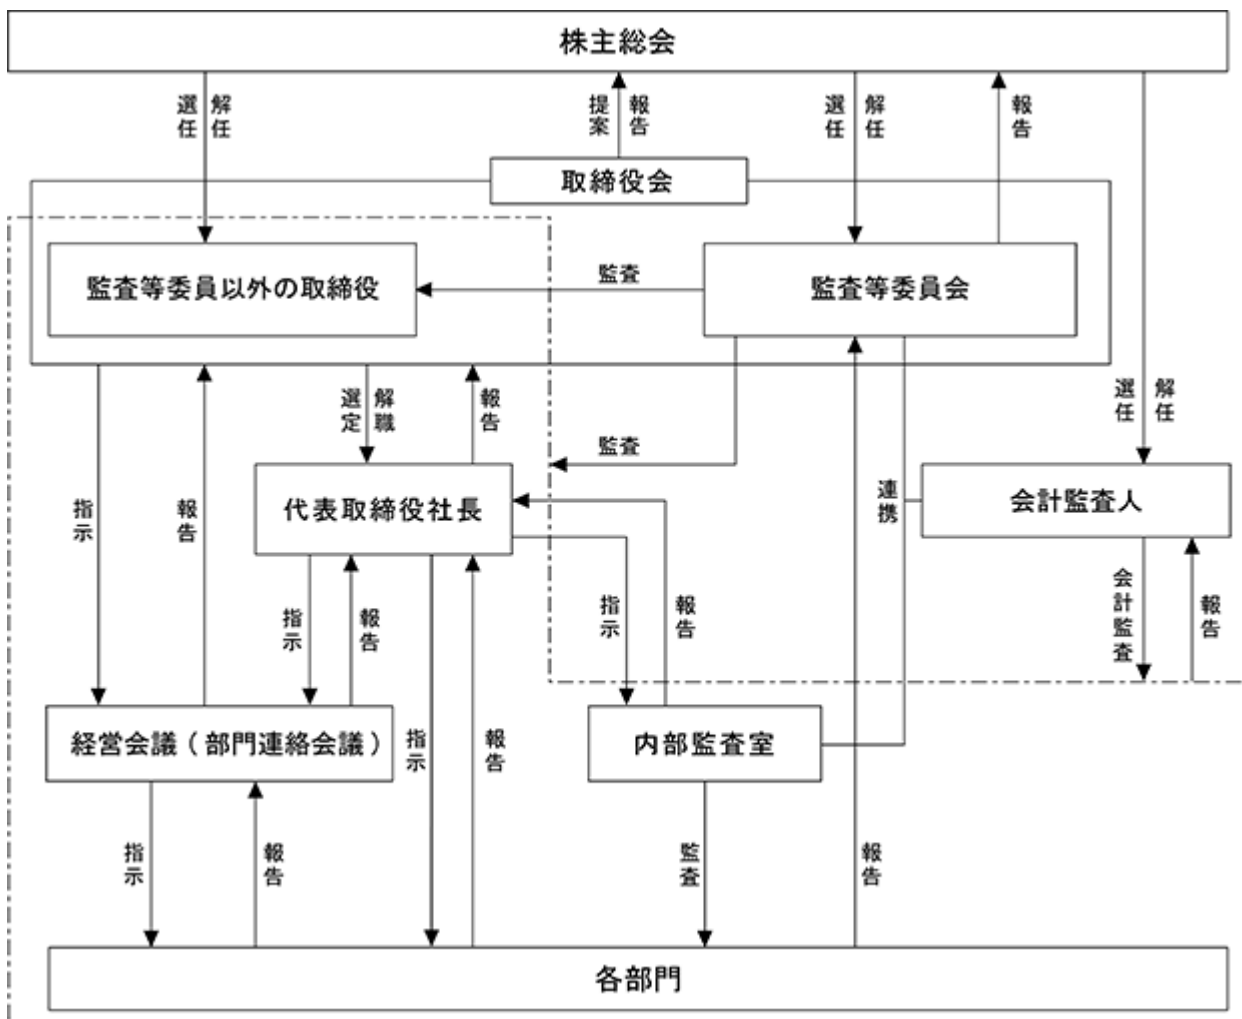 株主総会
選任
解任
提案
報告
選任
解任
報告
取締役会
監査等委員以外の取締役
監査
監査等委員会
選定
解職
報告
選任
解任
監査
指示
報告
代表取締役社長
連携
会計監査人
指示
報告
指示
報告
会計監査
報告
経営会議(部門連絡会議)
指示
報告
内部監査室
指示
報告
監査
報告
各部門